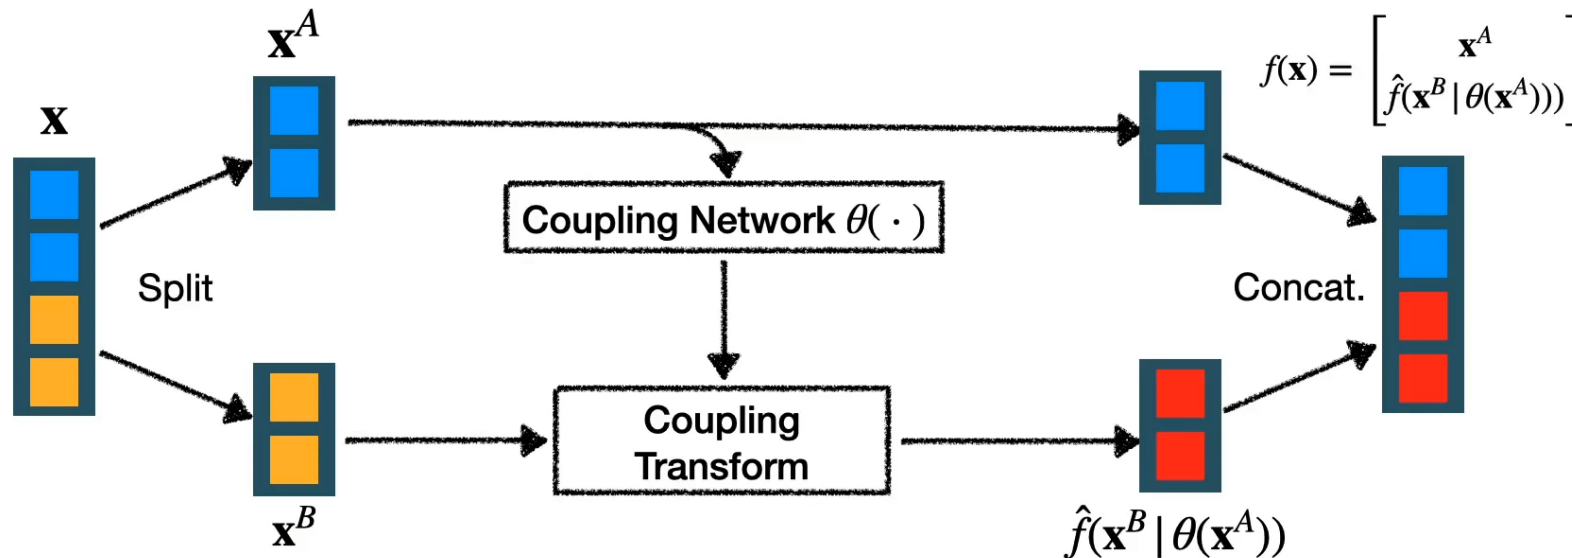 𝐱
𝐱^A
Split
𝐱^B
Coupling Network θ( · )
Coupling
Transform
f̂(𝐱^B | θ(𝐱^A))
f(𝐱) = [ 𝐱^A
f̂(𝐱^B | θ(𝐱^A))) ]
Concat.